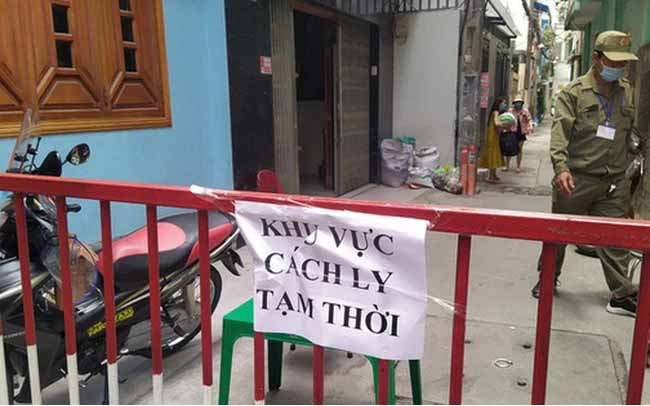 KHU VỰC
CÁCH LY
TẠM THỜI